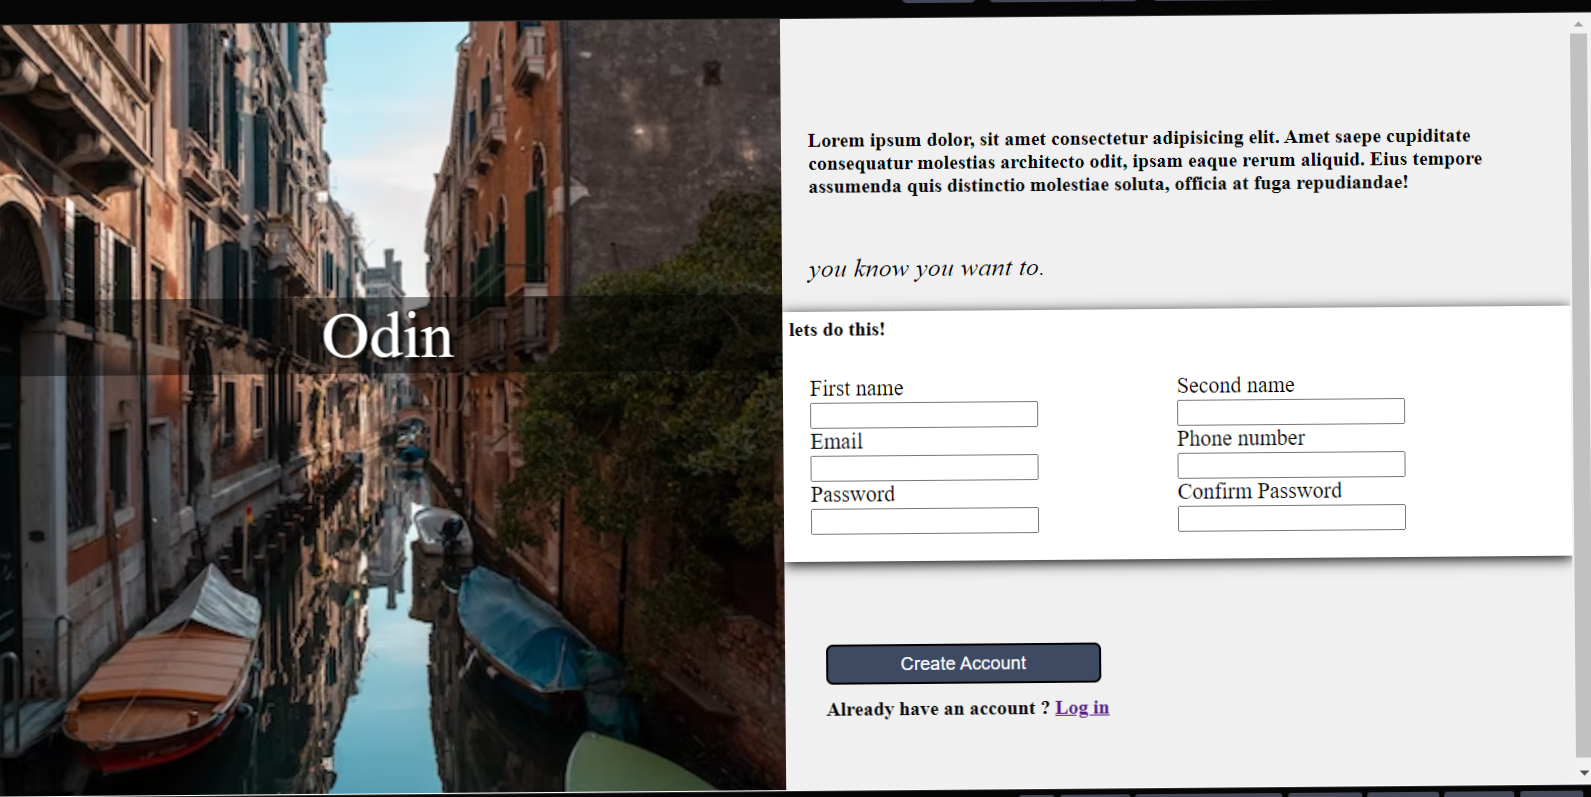 Odin
Lorem ipsum dolor, sit amet consectetur adipisicing elit. Amet saepe cupiditate
consequatur molestias architecto odit, ipsam eaque rerum aliquid. Eius tempore
assumenda quis distinctio molestiae soluta, officia at fuga repudiandae!
you know you want to.
lets do this!
First name
Second name
Email
Phone number
Password
Confirm Password
Create Account
Already have an account ? Log in